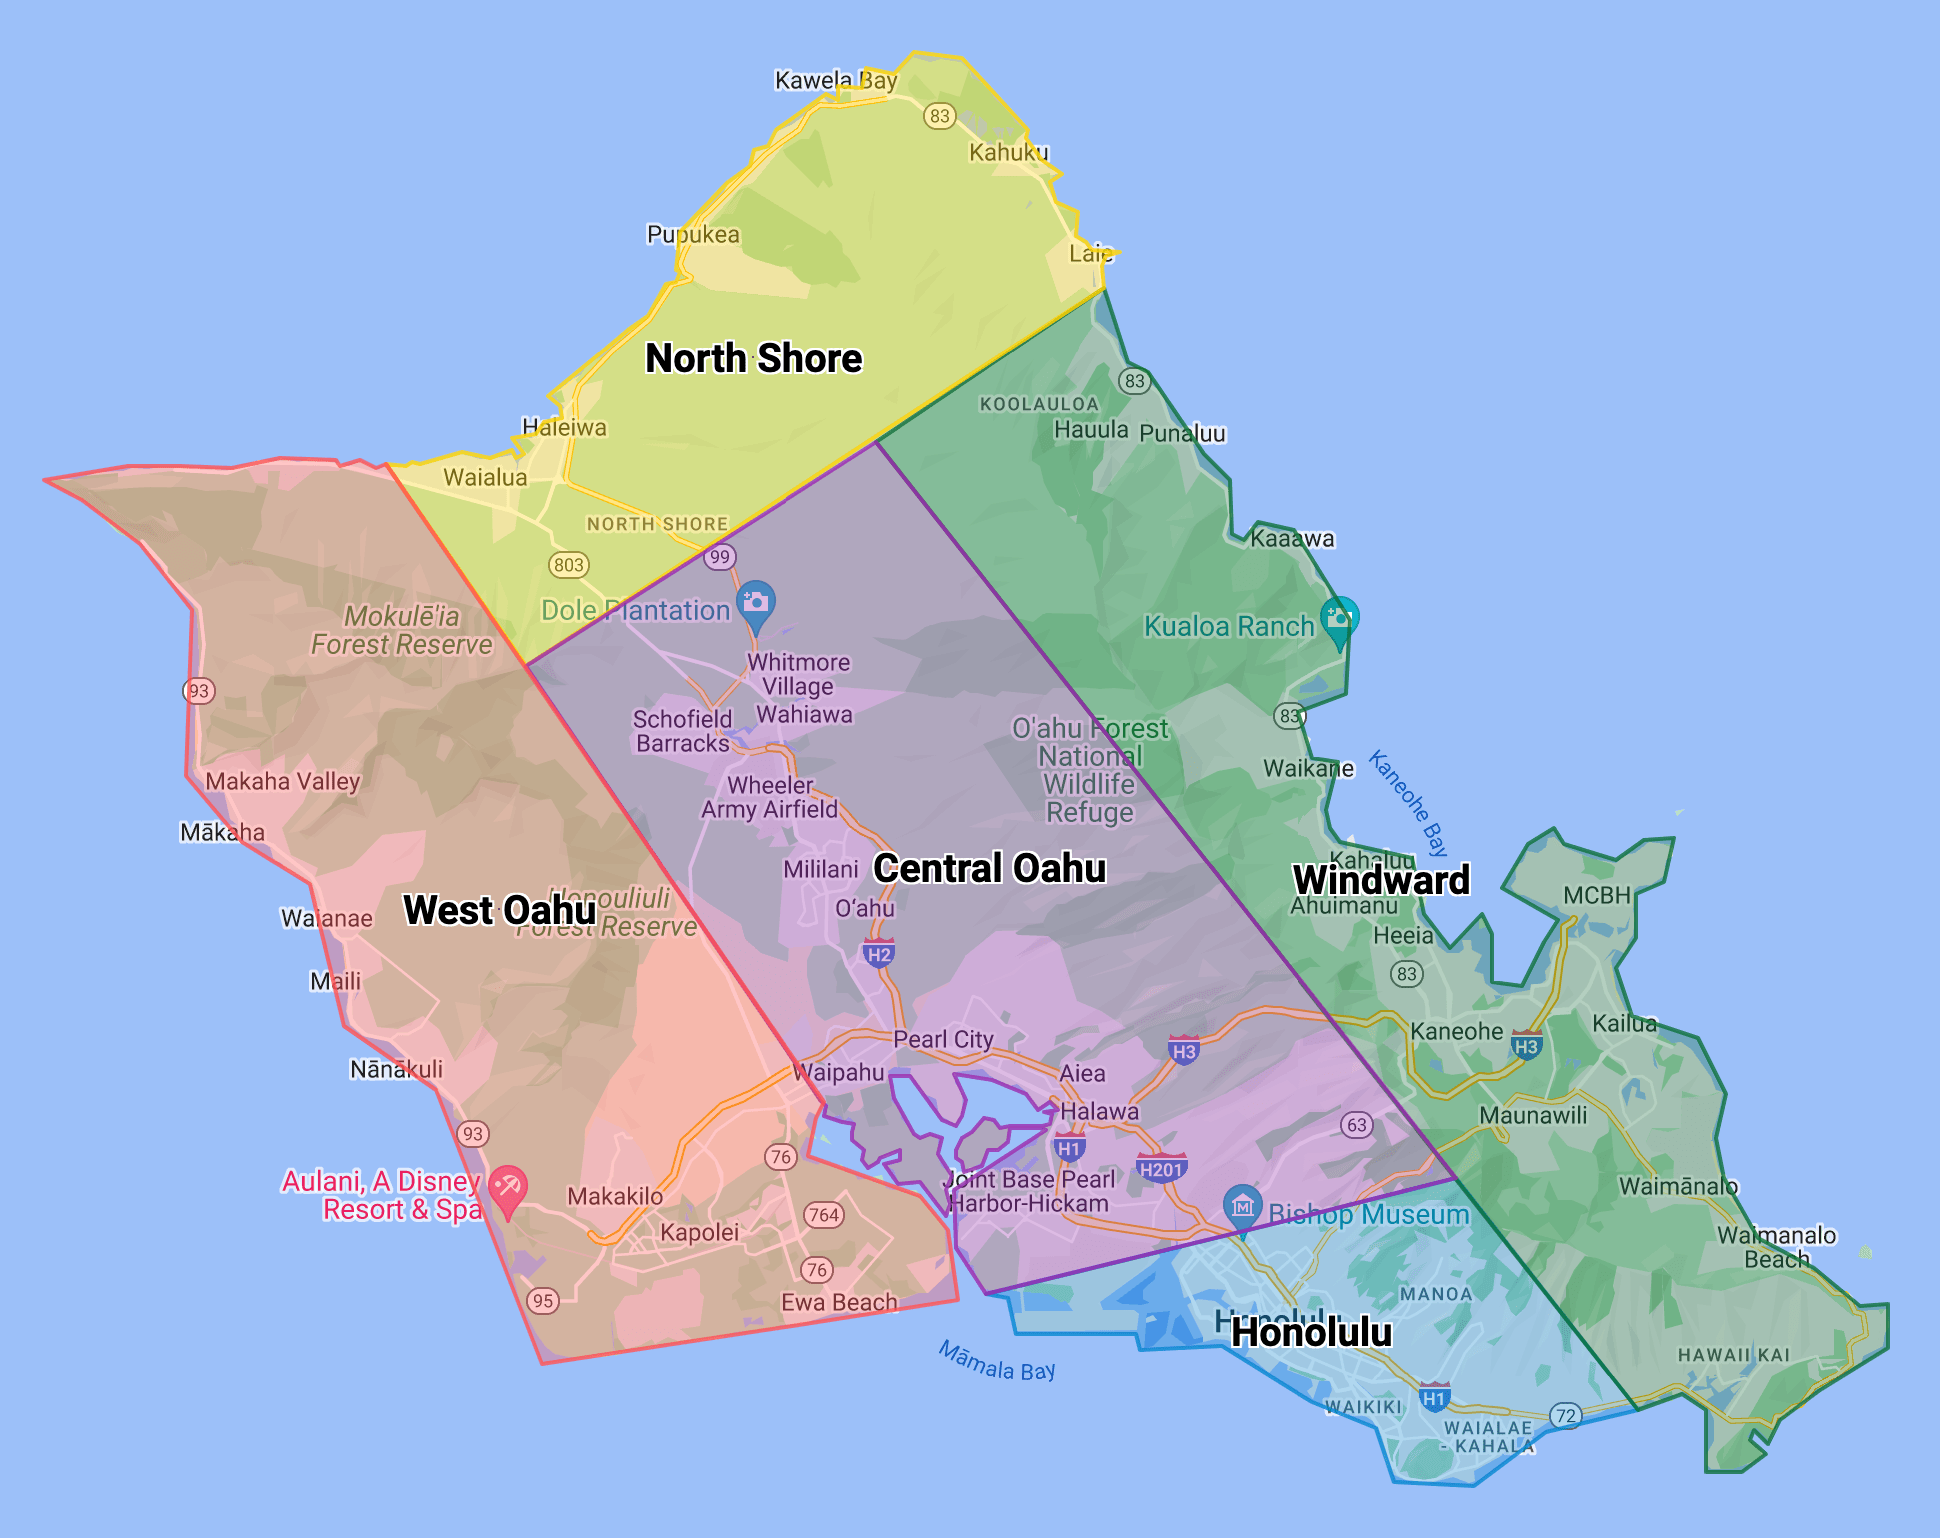 Kawela Bay
83
Kahuku
Pupukea
Laie
North Shore
83
KOOLAULOA
Hauula
Punaluu
Haleiwa
Waialua
NORTH SHORE
Kaaawa
99
803
Dole Plantation
Mokulē'ia
Forest Reserve
Kualoa Ranch
Whitmore
Village
93
Schofield
Barracks
Wahiawa
83
O'ahu Forest
National
Wildlife
Refuge
Waikane
Kaneohe Bay
Makaha Valley
Wheeler
Army Airfield
Mākaha
Mililani
Central Oahu
Kahaluu
Windward
Ahuimanu
MCBH
Honouliuli
Forest Reserve
West Oahu
Waianae
Oʻahu
Heeia
H2
83
Maili
Kailua
Kaneohe
H3
Pearl City
H3
Nānākuli
Waipahu
Aiea
Halawa
Maunawili
63
93
H1
76
H201
Aulani, A Disney
Resort & Spa
Makakilo
Joint Base Pearl
Harbor-Hickam
Waimānalo
764
Bishop Museum
Kapolei
Waimanalo
Beach
76
95
Ewa Beach
MANOA
Honolulu
Honolulu
Māmala Bay
HAWAII KAI
H1
WAIKIKI
72
WAIALAE
- KAHALA